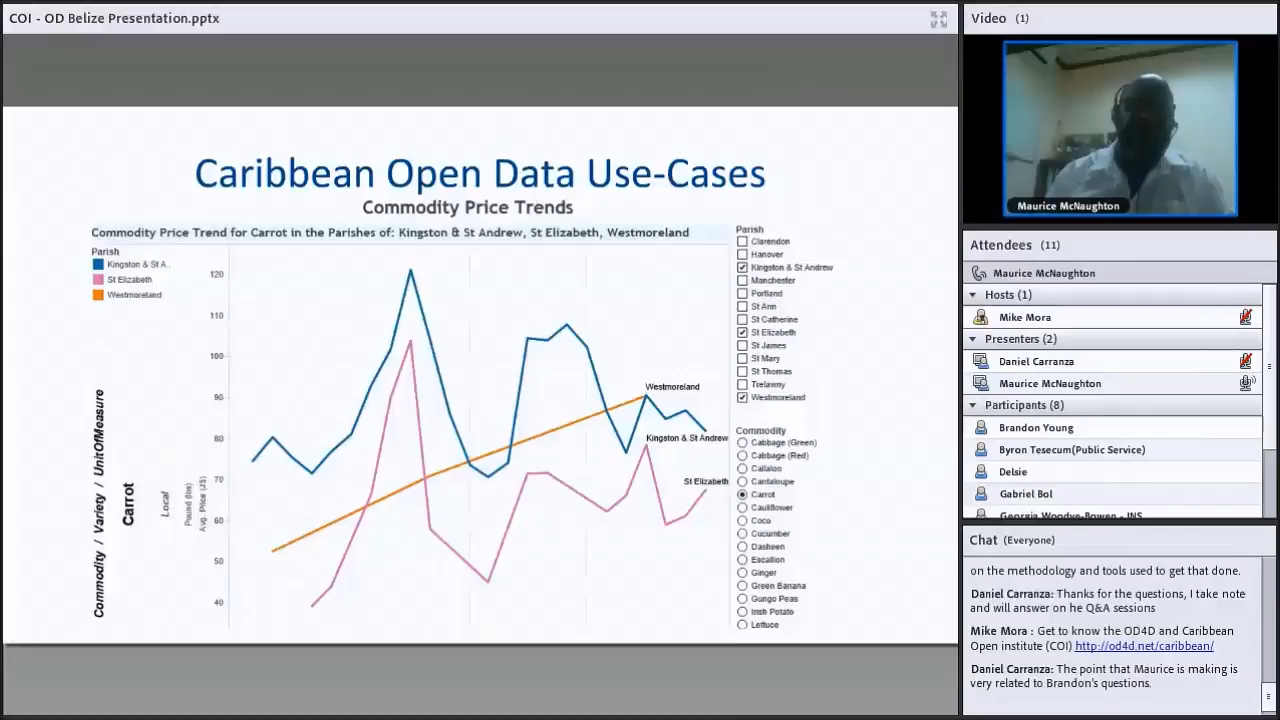 COI - OD Belize Presentation.pptx
Caribbean Open Data Use-Cases
Commodity Price Trends
Commodity Price Trend for Carrot in the Parishes of: Kingston & St Andrew, St Elizabeth, Westmoreland
Parish
Kingston & St A..
St Elizabeth
Westmoreland
Commodity / Variety / UnitOfMeasure
Carrot
Local
Pound (lbs)
Avg. Price (J$)
120
110
100
90
80
70
60
50
40
Westmoreland
Kingston & St Andrew
St Elizabeth
Parish
Clarendon
Hanover
Kingston & St Andrew
Manchester
Portland
St Ann
St Catherine
St Elizabeth
St James
St Mary
St Thomas
Trelawny
Westmoreland
Commodity
Cabbage (Green)
Cabbage (Red)
Callaloo
Cantaloupe
Carrot
Cauliflower
Coco
Cucumber
Dasheen
Escallion
Ginger
Green Banana
Gungo Peas
Irish Potato
Lettuce
Video (1)
Maurice McNaughton
Attendees (11)
Maurice McNaughton
Hosts (1)
Mike Mora
Presenters (2)
Daniel Carranza
Maurice McNaughton
Participants (8)
Brandon Young
Byron Tesecum(Public Service)
Delsie
Gabriel Bol
Georgia Woodye-Bowen - INS
Chat (Everyone)
on the methodology and tools used to get that done.
Daniel Carranza: Thanks for the questions, I take note
and will answer on he Q&A sessions
Mike Mora : Get to know the OD4D and Caribbean
Open institute (COI) http://od4d.net/caribbean/
Daniel Carranza: The point that Maurice is making is
very related to Brandon's questions.